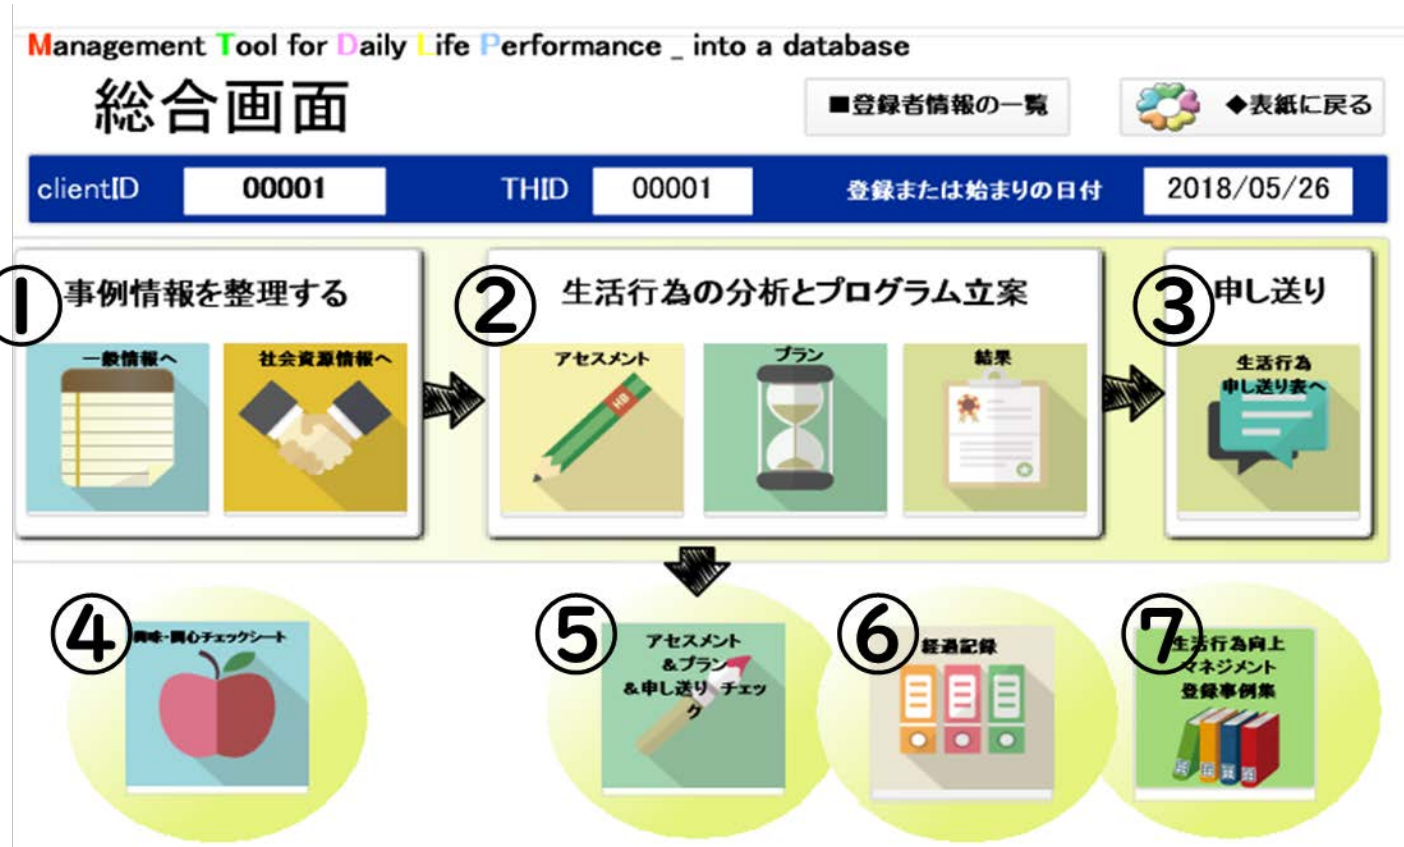 Management Tool for Daily Life Performance _ into a database
総合画面
■登録者情報の一覧
◆表紙に戻る
clientID
00001
THID
00001
登録または始まりの日付
2018/05/26
①
事例情報を整理する
一般情報へ
社会資源情報へ
②
生活行為の分析とプログラム立案
アセスメント
HB
プラン
結果
③
申し送り
生活行為
申し送り表へ
④
興味・関心チェックシート
⑤
アセスメント
&プラン
&申し送り チェッ
ク
⑥
経過記録
⑦
生活行為向上
マネジメント
登録事例集